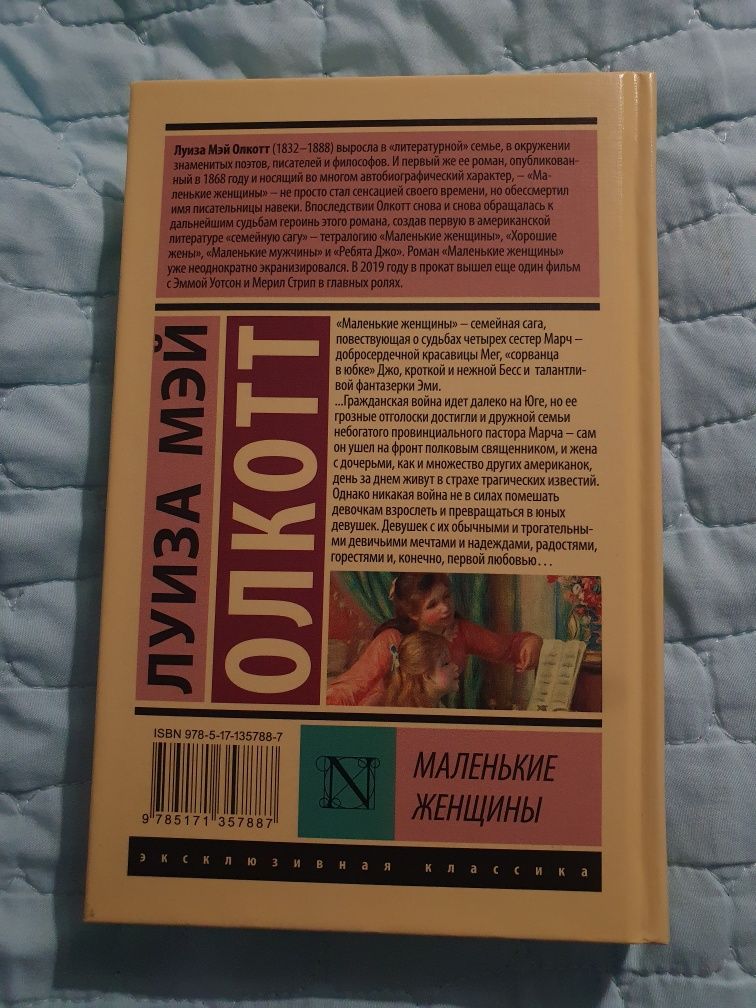 Луиза Мэй Олкотт (1832–1888) выросла в «литературной» семье, в окружении
знаменитых поэтов, писателей и философов. И первый же ее роман, опубликован-
ный в 1868 году и носящий во многом автобиографический характер, – «Ма-
ленькие женщины» – не просто стал сенсацией своего времени, но обессмертил
имя писательницы навеки. Впоследствии Олкотт снова и снова обращалась к
дальнейшим судьбам героинь этого романа, создав первую в американской
литературе «семейную сагу» – тетралогию «Маленькие женщины», «Хорошие
жены», «Маленькие мужчины» и «Ребята Джо». Роман «Маленькие женщины»
уже неоднократно экранизировался. В 2019 году в прокат вышел еще один фильм
с Эммой Уотсон и Мерил Стрип в главных ролях.
ЛУИЗА МЭЙ
ОЛКОТТ
«Маленькие женщины» – семейная сага,
повествующая о судьбах четырех сестер Марч –
добросердечной красавицы Мег, «сорванца
в юбке» Джо, кроткой и нежной Бесс и талантли-
вой фантазерки Эми.
...Гражданская война идет далеко на Юге, но ее
грозные отголоски достигли и дружной семьи
небогатого провинциального пастора Марча – сам
он ушел на фронт полковым священником, и жена
с дочерьми, как и множество других американок,
день за днем живут в страхе трагических известий.
Однако никакая война не в силах помешать
девочкам взрослеть и превращаться в юных
девушек. Девушек с их обычными и трогательны-
ми девичьими мечтами и надеждами, радостями,
горестями и, конечно, первой любовью...
ISBN 978-5-17-135788-7
9 785171 357887
N
МАЛЕНЬКИЕ
ЖЕНЩИНЫ
эксклюзивная классика